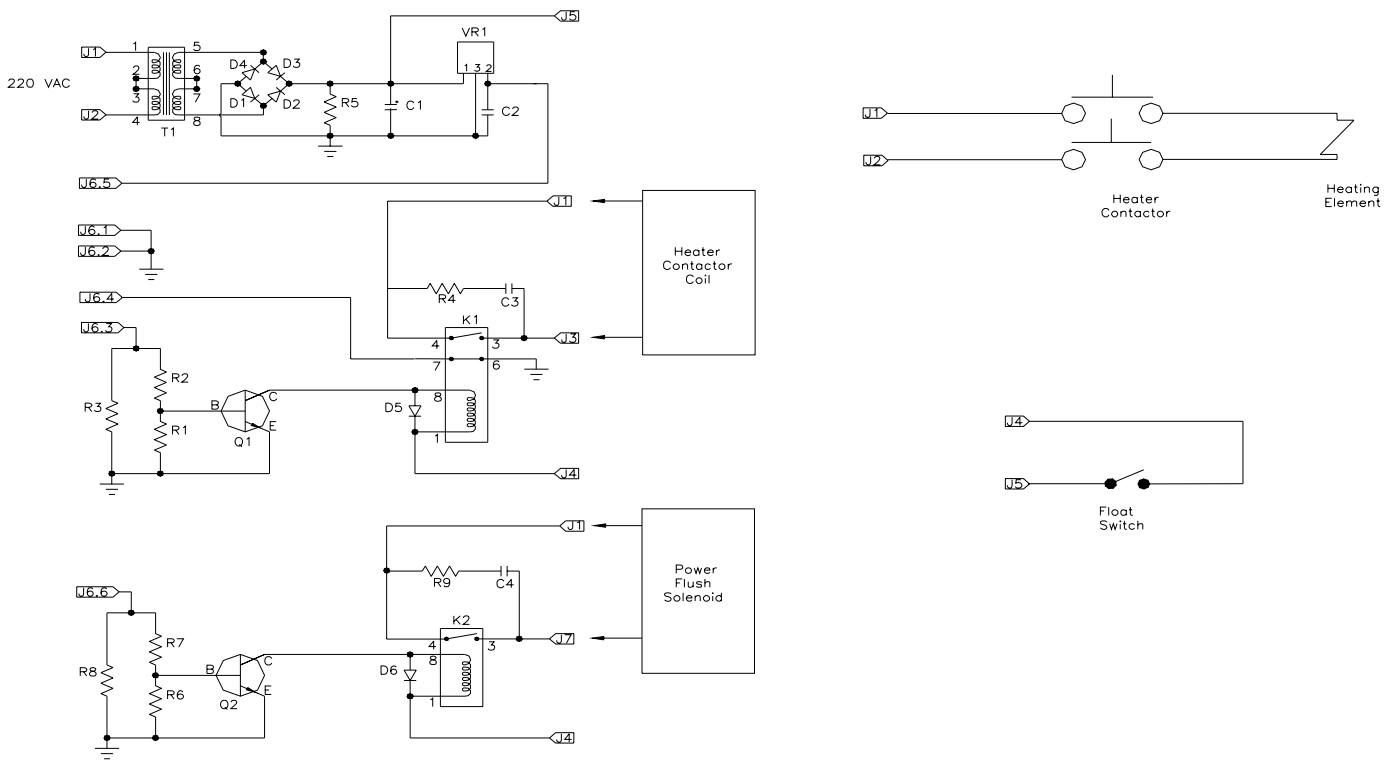 J5
VR1
J1
1
5
D4
D3
1 3 2
220 VAC
2
6
3
7
D1
D2
R5
C1
C2
J2
4
8
T1
J6.5
J1
J6.1
J6.2
Heater
Contactor
Coil
J6.4
R4
C3
J6.3
K1
4
3
J3
7
6
R2
R3
B
C
8
D5
R1
E
Q1
1
J4
J1
Power
Flush
Solenoid
R9
C4
J6.6
K2
4
3
J7
R7
8
R8
B
C
D6
R6
E
Q2
1
J4
J1
J2
Heater
Contactor
Heating
Element
J4
J5
Float
Switch